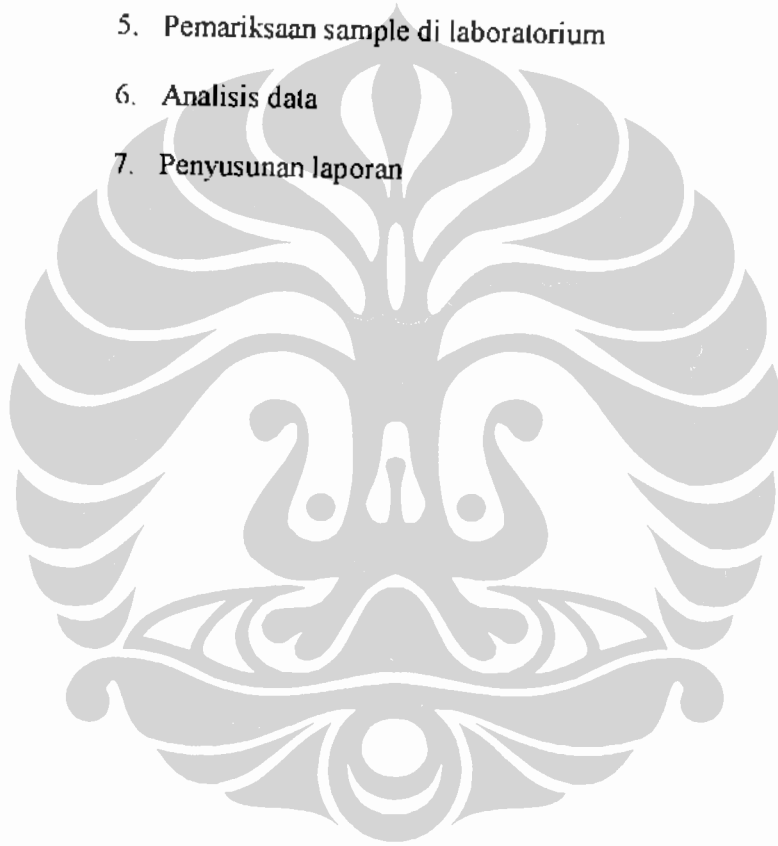 5. Pemariksaan sample di laboratorium
6. Analisis data
7. Penyusunan laporan